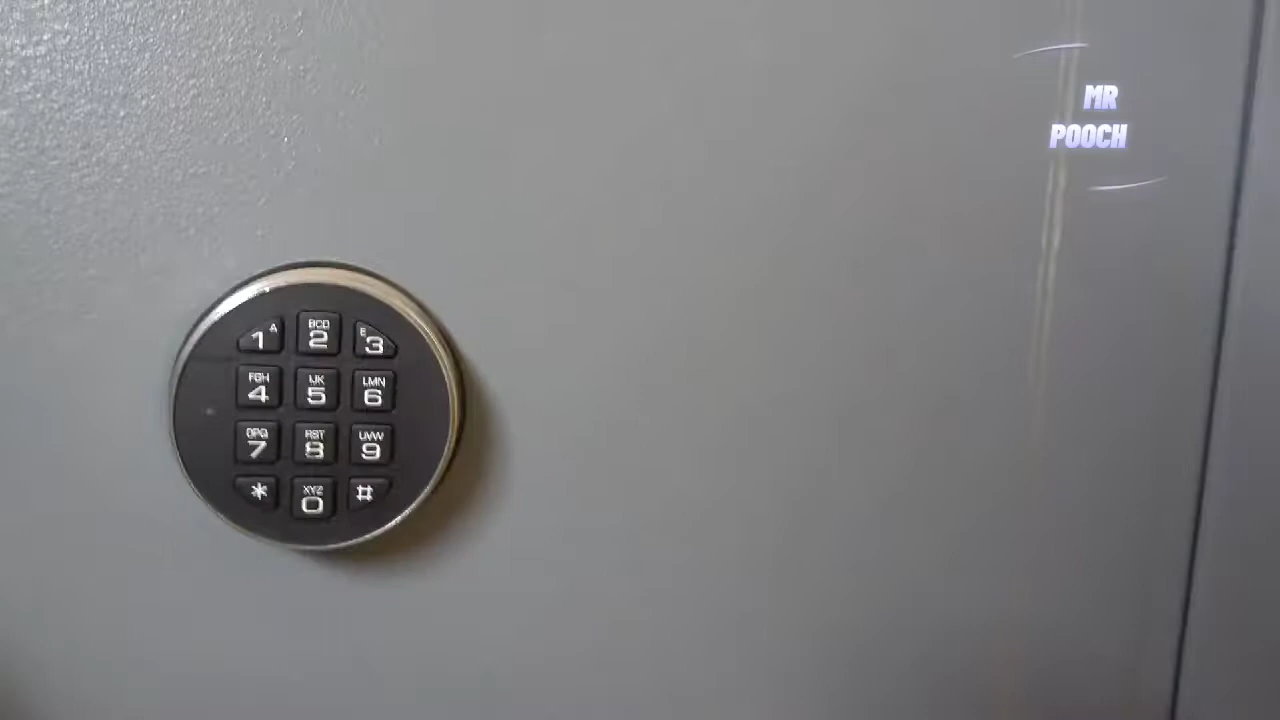 MR
POOCH
A BCD E
1 2 3
FGH IJK LMN
4 5 6
OPQ RST UVW
7 8 9
XYZ
* 0 #